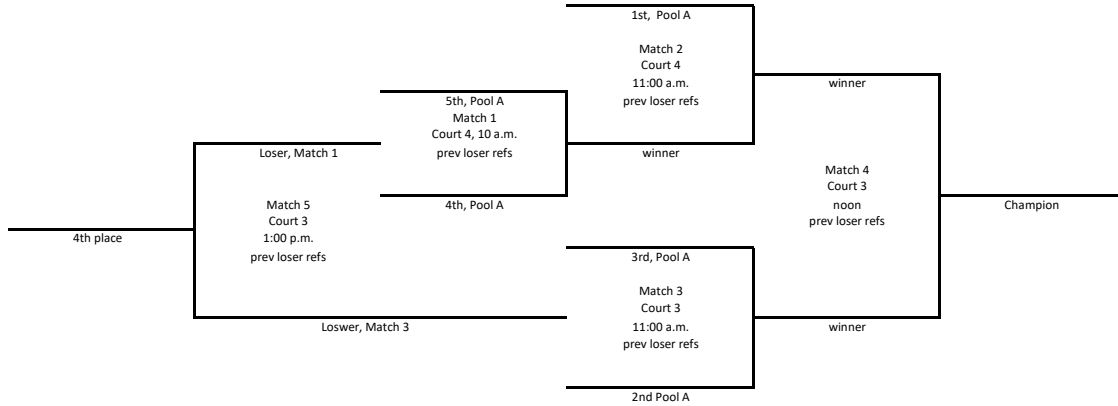 1st,  Pool A
Match 2
Court 4
11:00 a.m.
prev loser refs
winner
5th, Pool A
Match 1
Court 4, 10 a.m.
prev loser refs
Loser, Match 1
winner
Match 4
Court 3
noon
prev loser refs
Match 5
Court 3
1:00 p.m.
prev loser refs
4th, Pool A
Champion
4th place
3rd, Pool A
Match 3
Court 3
11:00 a.m.
prev loser refs
Loswer, Match 3
winner
2nd Pool A